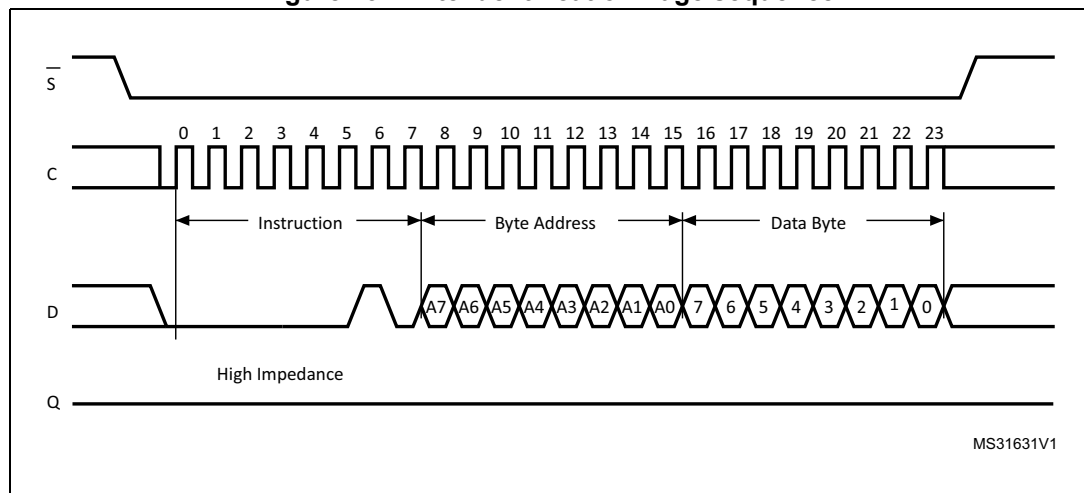 S
0 1 2 3 4 5 6 7 8 9 10 11 12 13 14 15 16 17 18 19 20 21 22 23
C
Instruction Byte Address Data Byte
D A7 A6 A5 A4 A3 A2 A1 A0 7 6 5 4 3 2 1 0
High Impedance
Q
MS31631V1